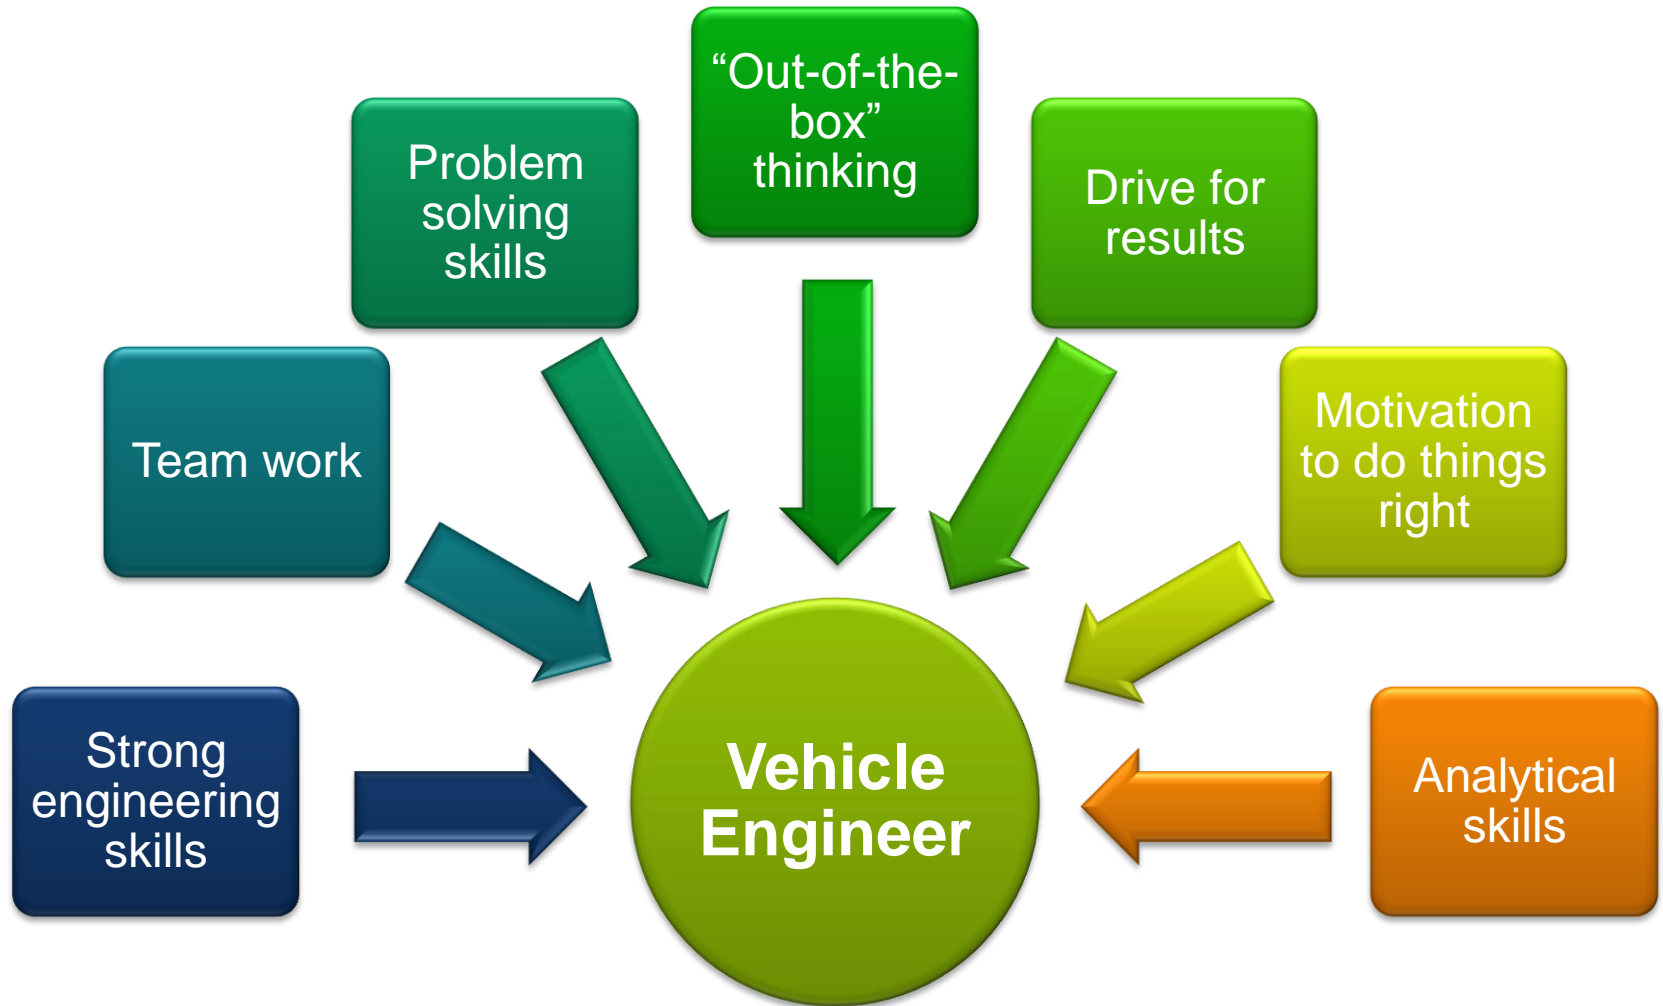 “Out-of-the-
box”
thinking
Problem
solving
skills
Drive for
results
Team work
Motivation
to do things
right
Strong
engineering
skills
Vehicle
Engineer
Analytical
skills